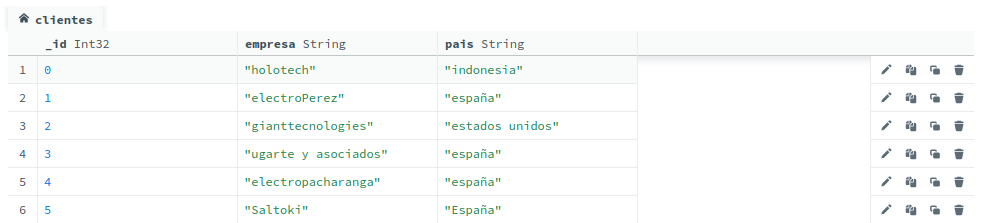 clientes
_id Int32 empresa String pais String
1 0 "holotech" "indonesia"
2 1 "electroPerez" "españa"
3 2 "gianttecnologies" "estados unidos"
4 3 "ugarte y asociados" "españa"
5 4 "electropacharanga" "españa"
6 5 "Saltoki" "España"